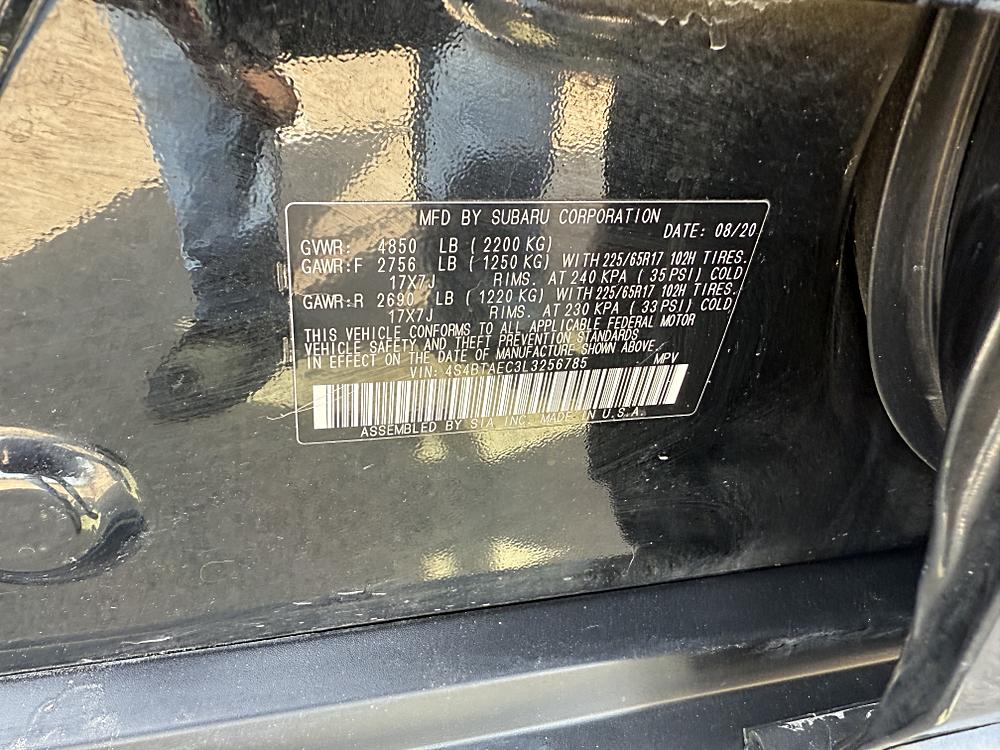 MFD BY SUBARU CORPORATION
DATE: 08/20
GVWR: 4850 LB (2200 KG)
GAWR:F 2756 LB (1250 KG) WITH 225/65R17 102H TIRES.
17X7J RIMS. AT 240 KPA (35 PSI) COLD
GAWR:R 2690 LB (1220 KG) WITH 225/65R17 102H TIRES.
17X7J RIMS. AT 230 KPA (33 PSI) COLD.
THIS VEHICLE CONFORMS TO ALL APPLICABLE FEDERAL MOTOR
VEHICLE SAFETY AND THEFT PREVENTION STANDARDS
IN EFFECT ON THE DATE OF MANUFACTURE SHOWN ABOVE.
VIN: 4S4BTAEC3L3256785 MPV
ASSEMBLED BY SIA INC. MADE IN U.S.A.